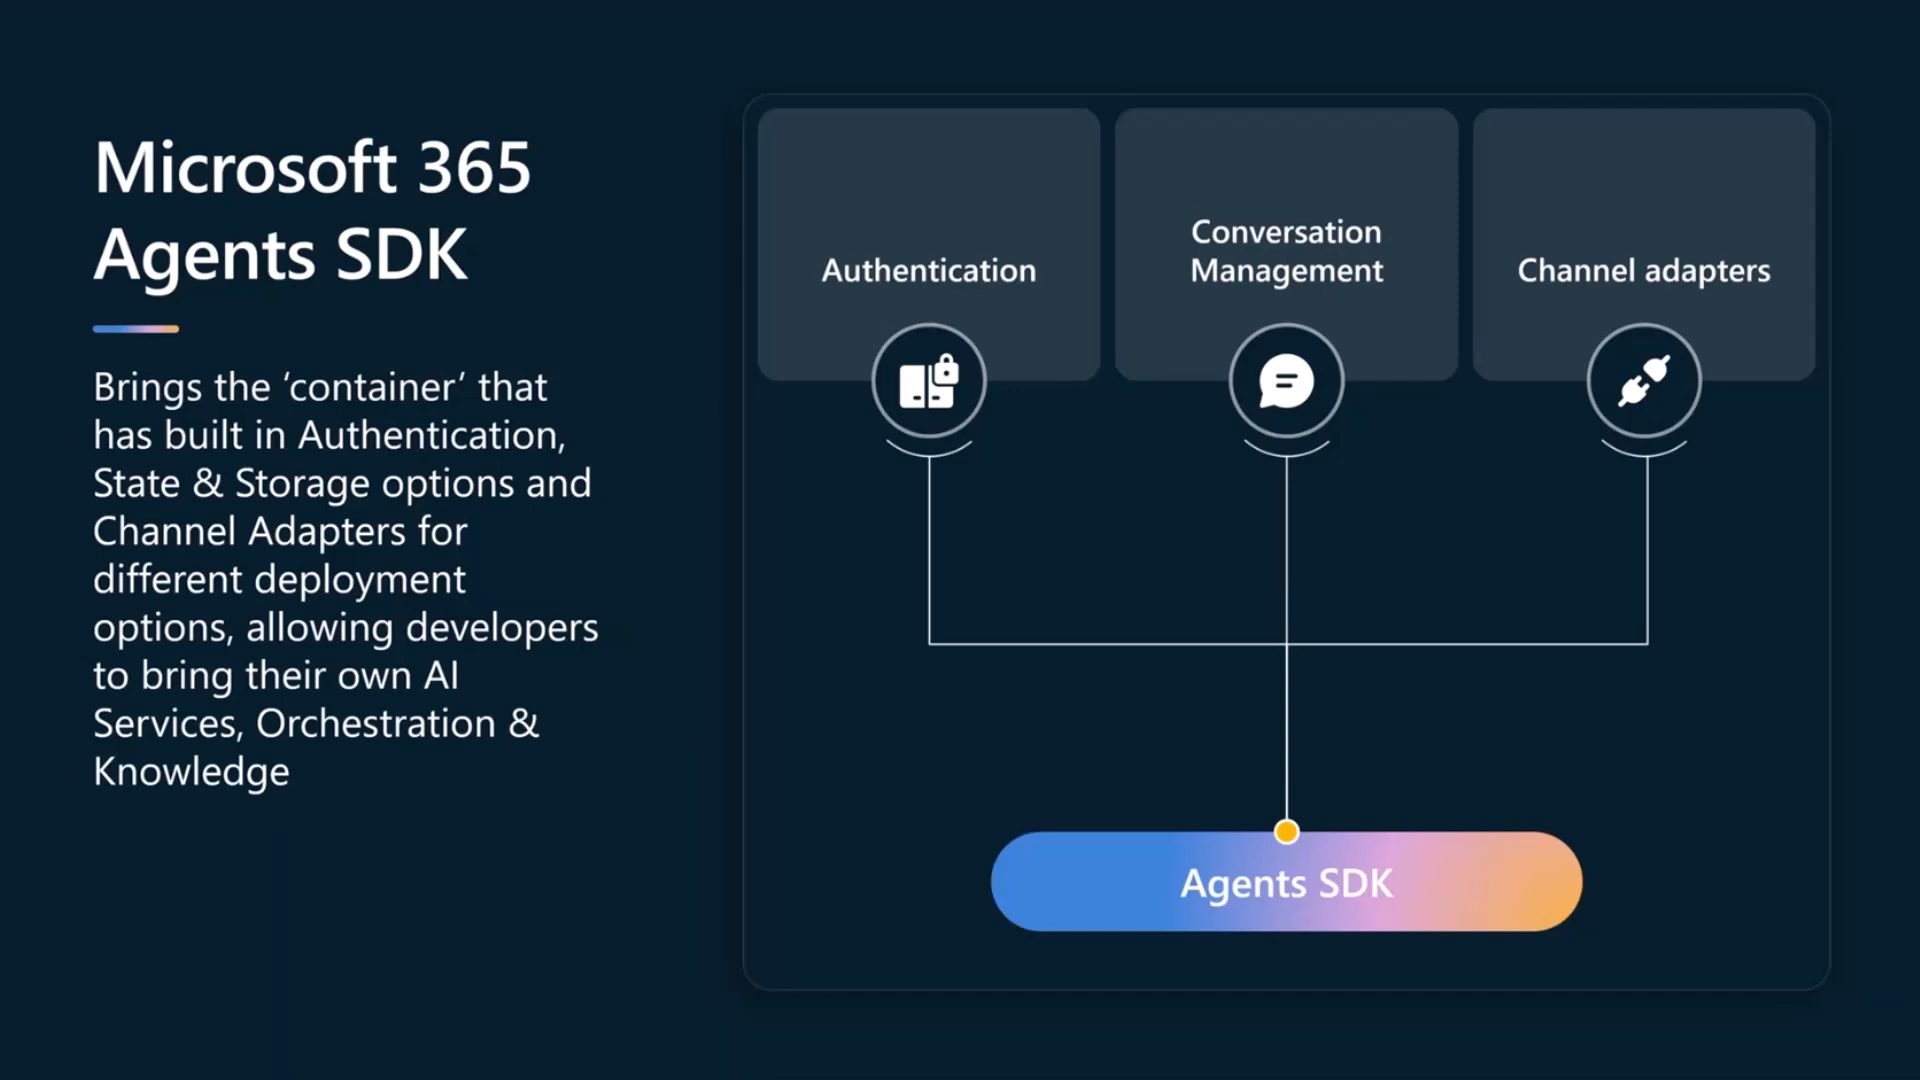 Microsoft 365
Agents SDK
Brings the ‘container’ that
has built in Authentication,
State & Storage options and
Channel Adapters for
different deployment
options, allowing developers
to bring their own AI
Services, Orchestration &
Knowledge
Authentication
Conversation
Management
Channel adapters
Agents SDK